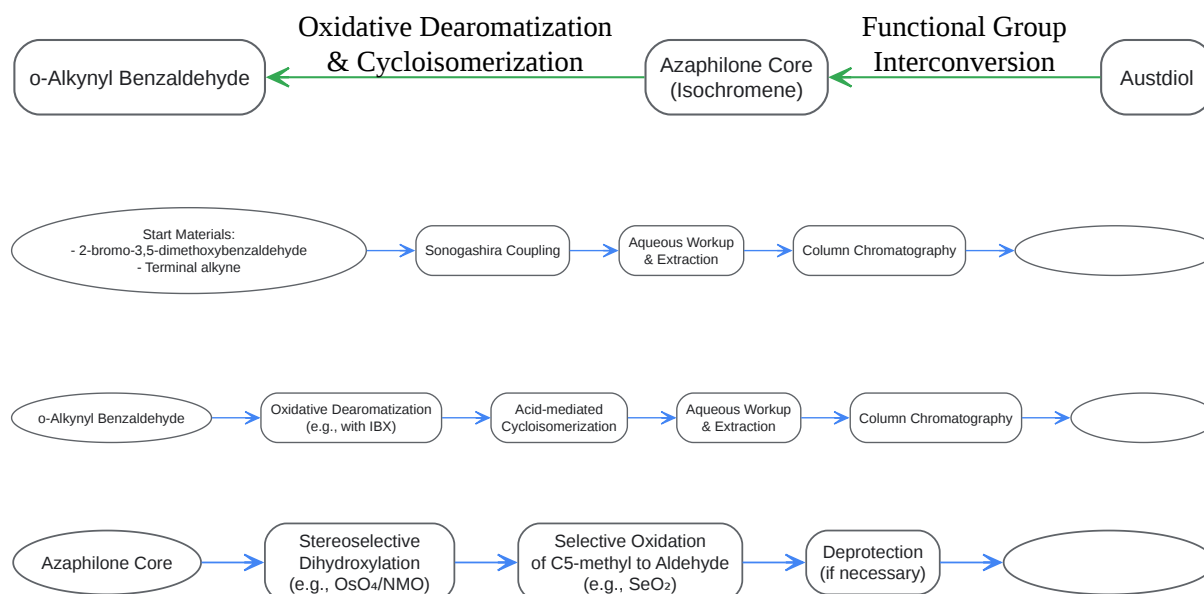 Oxidative Dearomatization
& Cycloisomerization
Functional Group
Interconversion
o-Alkynyl Benzaldehyde
Azaphilone Core
(Isochromene)
Austdiol
Start Materials:
- 2-bromo-3,5-dimethoxybenzaldehyde
- Terminal alkyne
Sonogashira Coupling
Aqueous Workup
& Extraction
Column Chromatography
o-Alkynyl Benzaldehyde
Oxidative Dearomatization
(e.g., with IBX)
Acid-mediated
Cycloisomerization
Aqueous Workup
& Extraction
Column Chromatography
Azaphilone Core
Stereoselective
Dihydroxylation
(e.g., OsO₄/NMO)
Selective Oxidation
of C5-methyl to Aldehyde
(e.g., SeO₂)
Deprotection
(if necessary)